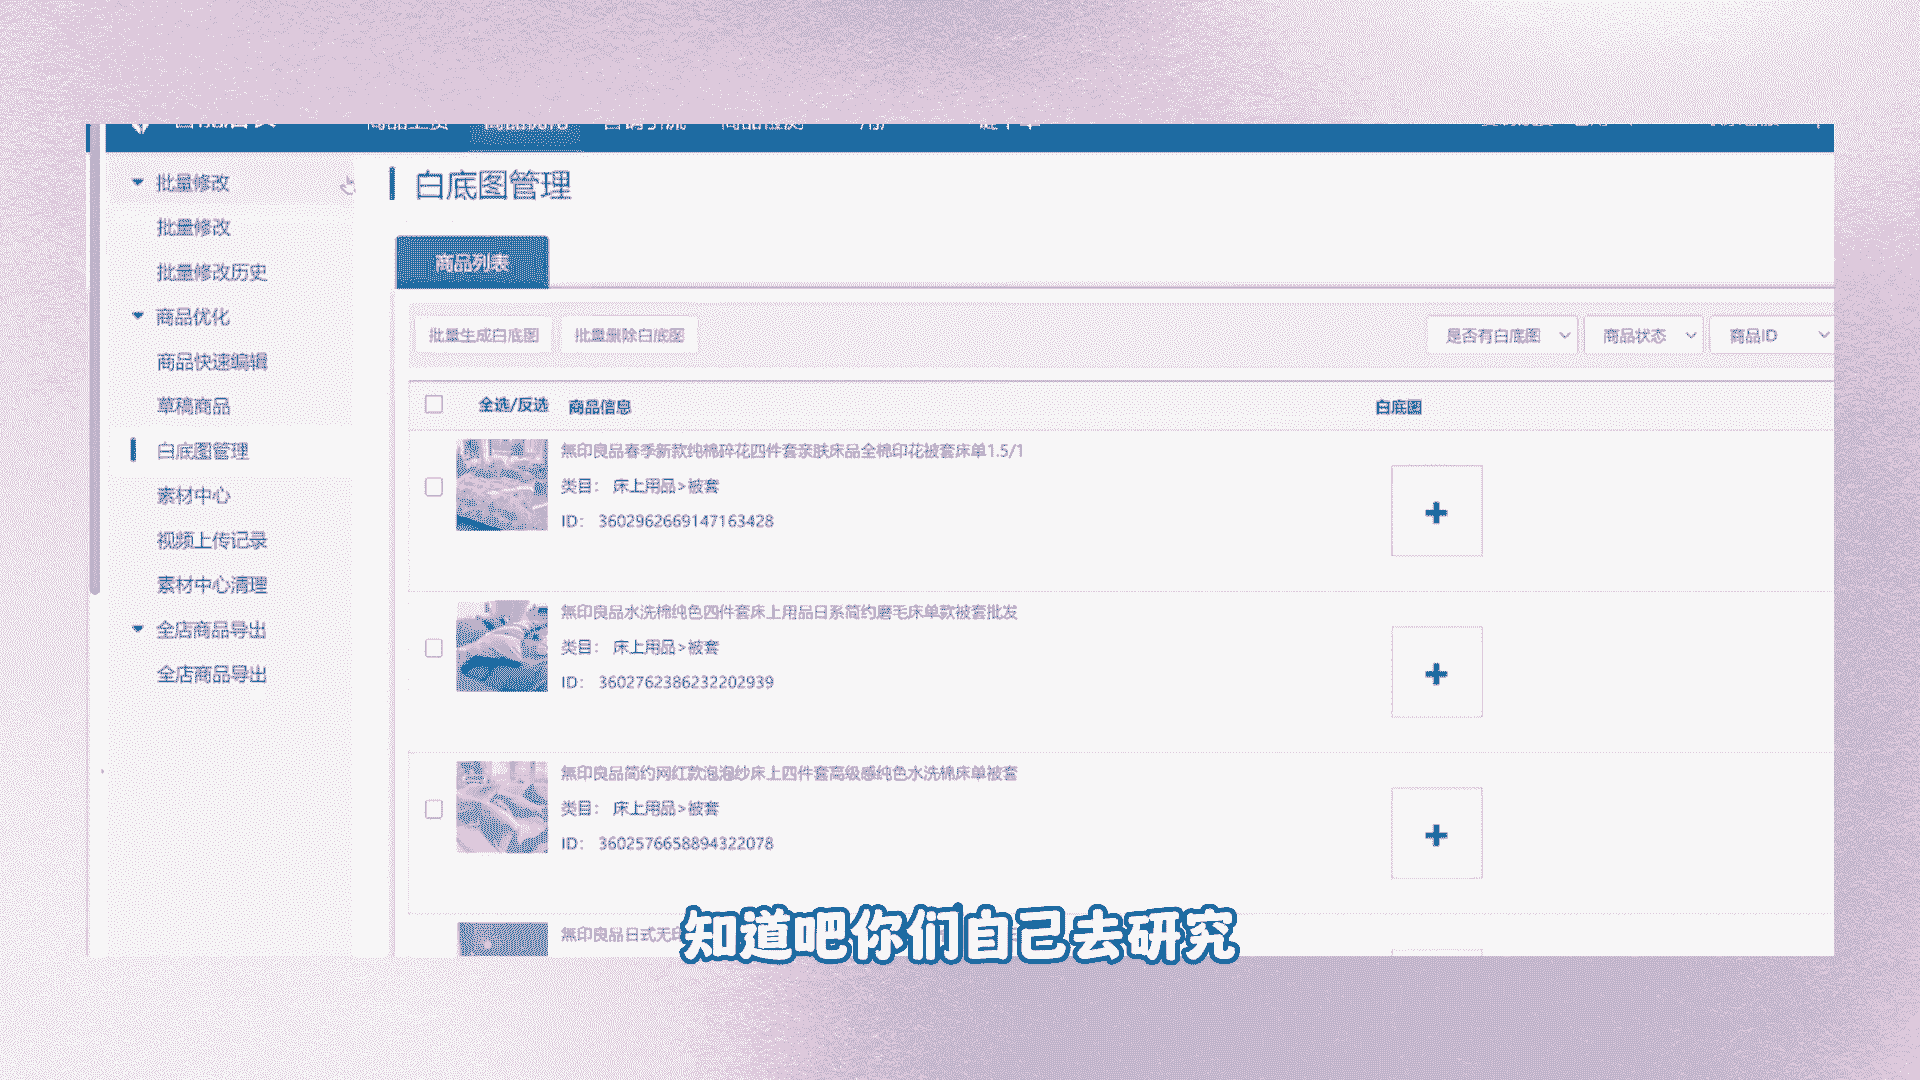 批量修改
批量修改
批量修改历史
商品优化
商品快速编辑
草稿商品
白底图管理
素材中心
视频上传记录
素材中心清理
全店商品导出
全店商品导出
白底图管理
商品列表
批量生成白底图 批量删除白底图 是否有白底图 商品状态 商品ID
全选/反选 商品信息 白底图
無印良品春季新款纯棉碎花四件套亲肤床品全棉印花被套床单1.5/1
类目： 床上用品>被套
ID： 3602962669147163428
無印良品水洗棉纯色四件套床上用品日系简约磨毛床单款被套批发
类目： 床上用品>被套
ID： 3602762386232202939
無印良品简约网红款泡泡纱床上四件套高级感纯色水洗棉床单被套
类目： 床上用品>被套
ID： 3602576658894322078
無印良品日式无印
知道吧你们自己去研究